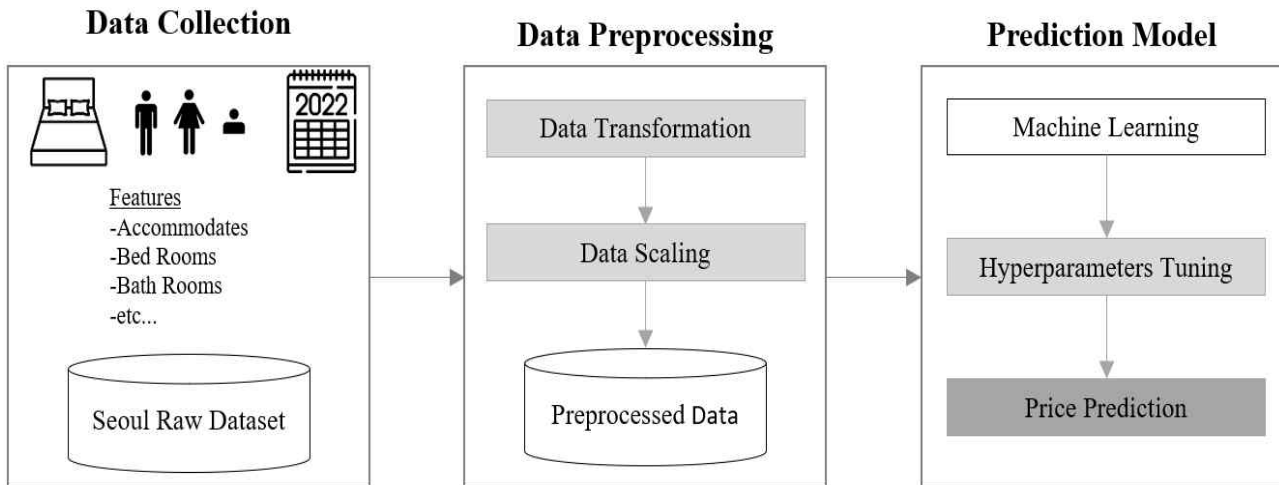 Data Collection
2022
Features
-Accommodates
-Bed Rooms
-Bath Rooms
-etc...
Seoul Raw Dataset
Data Preprocessing
Data Transformation
Data Scaling
Preprocessed Data
Prediction Model
Machine Learning
Hyperparameters Tuning
Price Prediction